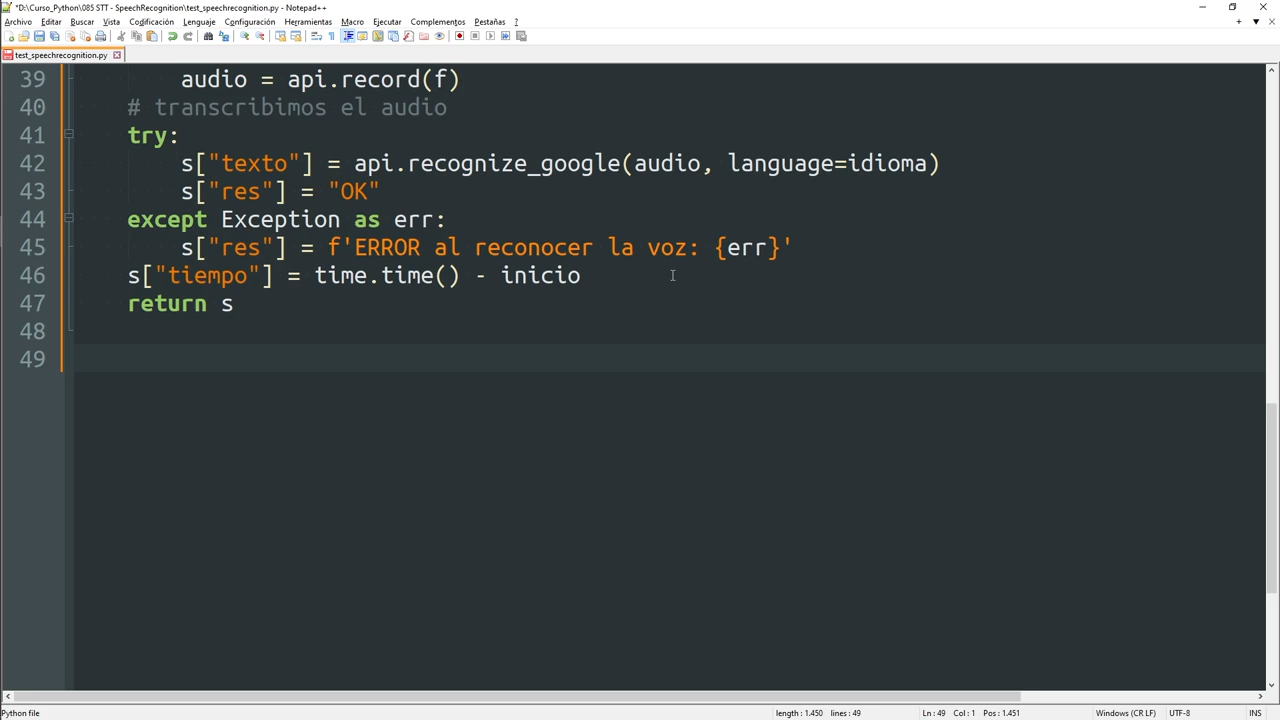 *D:\Curso_Python\085 STT - SpeechRecognition\test_speechrecognition.py - Notepad++
Archivo Editar Buscar Vista Codificación Lenguaje Configuración Herramientas Macro Ejecutar Complementos Pestañas ?
test_speechrecognition.py
39 audio = api.record(f)
40 # transcribimos el audio
41 try:
42 s["texto"] = api.recognize_google(audio, language=idioma)
43 s["res"] = "OK"
44 except Exception as err:
45 s["res"] = f'ERROR al reconocer la voz: {err}'
46 s["tiempo"] = time.time() - inicio
47 return s
48
49
Python file length : 1.450 lines : 49 Ln : 49 Col : 1 Pos : 1.451 Windows (CR LF) UTF-8 INS